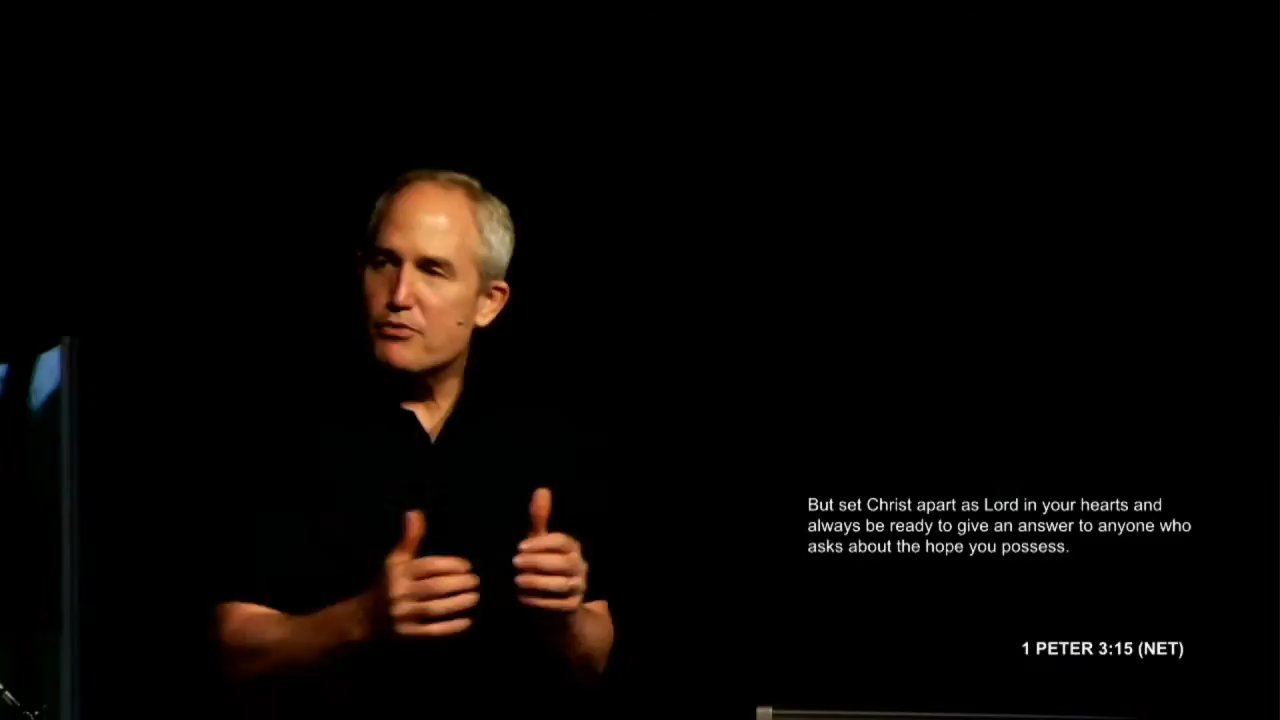 But set Christ apart as Lord in your hearts and
always be ready to give an answer to anyone who
asks about the hope you possess.
1 PETER 3:15 (NET)